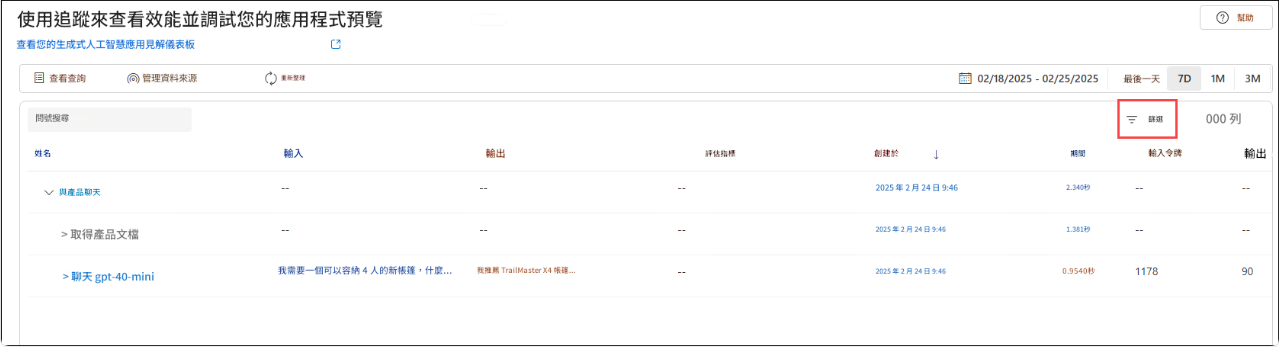 使用追蹤來查看效能並調試您的應用程式預覽
幫助
查看您的生成式人工智慧應用見解儀表板
查看查詢 管理資料來源 重新整理 02/18/2025 - 02/25/2025 最後一天 7D 1M 3M
問號搜尋 篩選 000 列
姓名 輸入 輸出 評估指標 創建於 ↓ 期間 輸入令牌 輸出
與產品聊天 -- -- -- 2025 年 2 月 24 日 9:46 2.340秒 -- --
> 取得產品文檔 -- -- -- 2025 年 2 月 24 日 9:46 1.381秒 -- --
> 聊天 gpt-40-mini 我需要一個可以容納 4 人的新帳篷，什麼... 我推薦 TrailMaster X4 帳篷... -- 2025 年 2 月 24 日 9:46 0.9540秒 1178 90